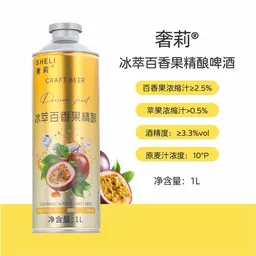 奢莉®
冰萃百香果精酿啤酒
百香果浓缩汁≥2.5%
苹果浓缩汁>0.5%
酒精度：≥3.3%vol
原麦汁浓度：10°P
净含量：1L
SHELI
奢莉
CRAFT BEER
Passion fruit
冰萃百香果精酿
净含量：1L